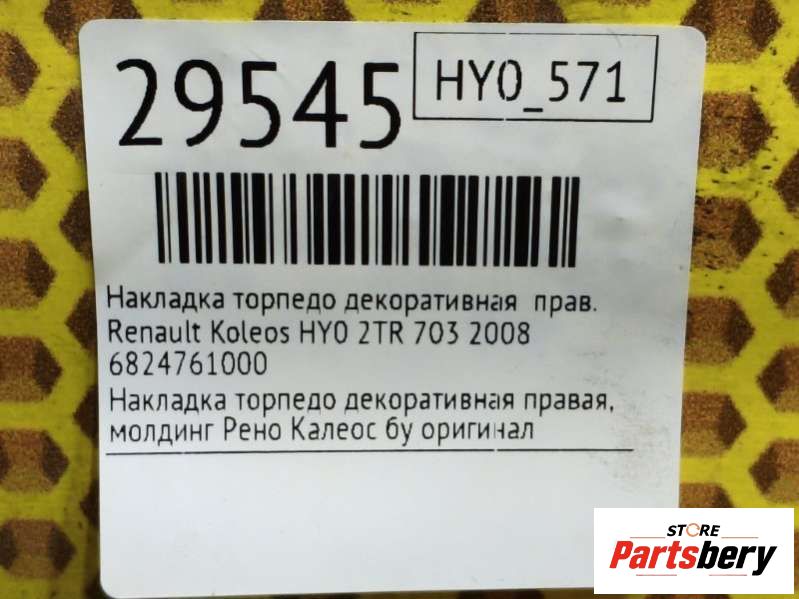 29545
HY0_571
Накладка торпедо декоративная прав.
Renault Koleos HY0 2TR 703 2008
6824761000
Накладка торпедо декоративная правая,
молдинг Рено Калеос бу оригинал
STORE
Partsbery